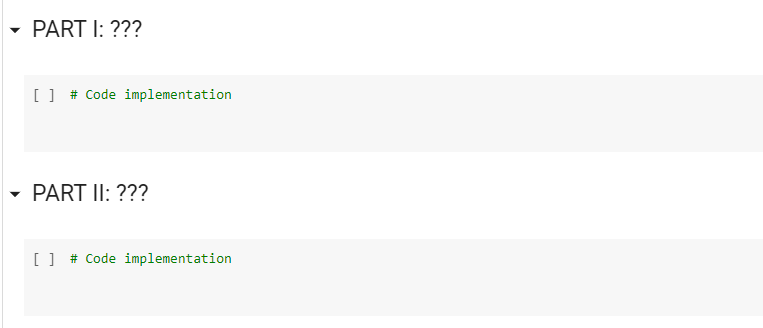 PART I: ???
[ ] # Code implementation
PART II: ???
[ ] # Code implementation